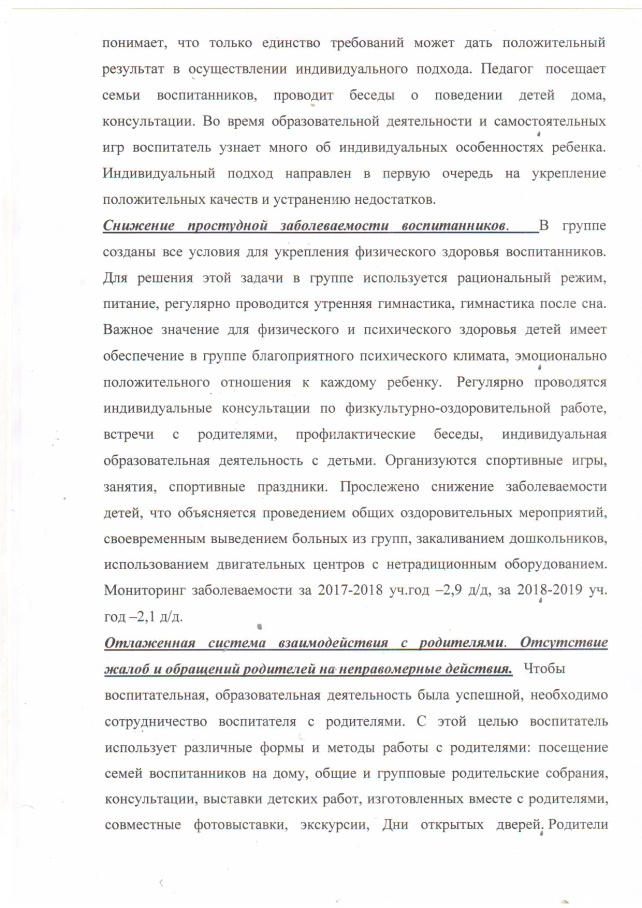 понимает, что только единство требований может дать положительный
результат в осуществлении индивидуального подхода. Педагог посещает
семьи воспитанников, проводит беседы о поведении детей дома,
консультации. Во время образовательной деятельности и самостоятельных
игр воспитатель узнает много об индивидуальных особенностях ребенка.
Индивидуальный подход направлен в первую очередь на укрепление
положительных качеств и устранению недостатков.
Снижение простудной заболеваемости воспитанников. В группе
созданы все условия для укрепления физического здоровья воспитанников.
Для решения этой задачи в группе используется рациональный режим,
питание, регулярно проводится утренняя гимнастика, гимнастика после сна.
Важное значение для физического и психического здоровья детей имеет
обеспечение в группе благоприятного психического климата, эмоционально
положительного отношения к каждому ребенку. Регулярно проводятся
индивидуальные консультации по физкультурно-оздоровительной работе,
встречи с родителями, профилактические беседы, индивидуальная
образовательная деятельность с детьми. Организуются спортивные игры,
занятия, спортивные праздники. Прослежено снижение заболеваемости
детей, что объясняется проведением общих оздоровительных мероприятий,
своевременным выведением больных из групп, закаливанием дошкольников,
использованием двигательных центров с нетрадиционным оборудованием.
Мониторинг заболеваемости за 2017-2018 уч.год –2,9 д/д, за 2018-2019 уч.
год –2,1 д/д.
Отлаженная система взаимодействия с родителями. Отсутствие
жалоб и обращений родителей на неправомерные действия. Чтобы
воспитательная, образовательная деятельность была успешной, необходимо
сотрудничество воспитателя с родителями. С этой целью воспитатель
использует различные формы и методы работы с родителями: посещение
семей воспитанников на дому, общие и групповые родительские собрания,
консультации, выставки детских работ, изготовленных вместе с родителями,
совместные фотовыставки, экскурсии, Дни открытых дверей. Родители